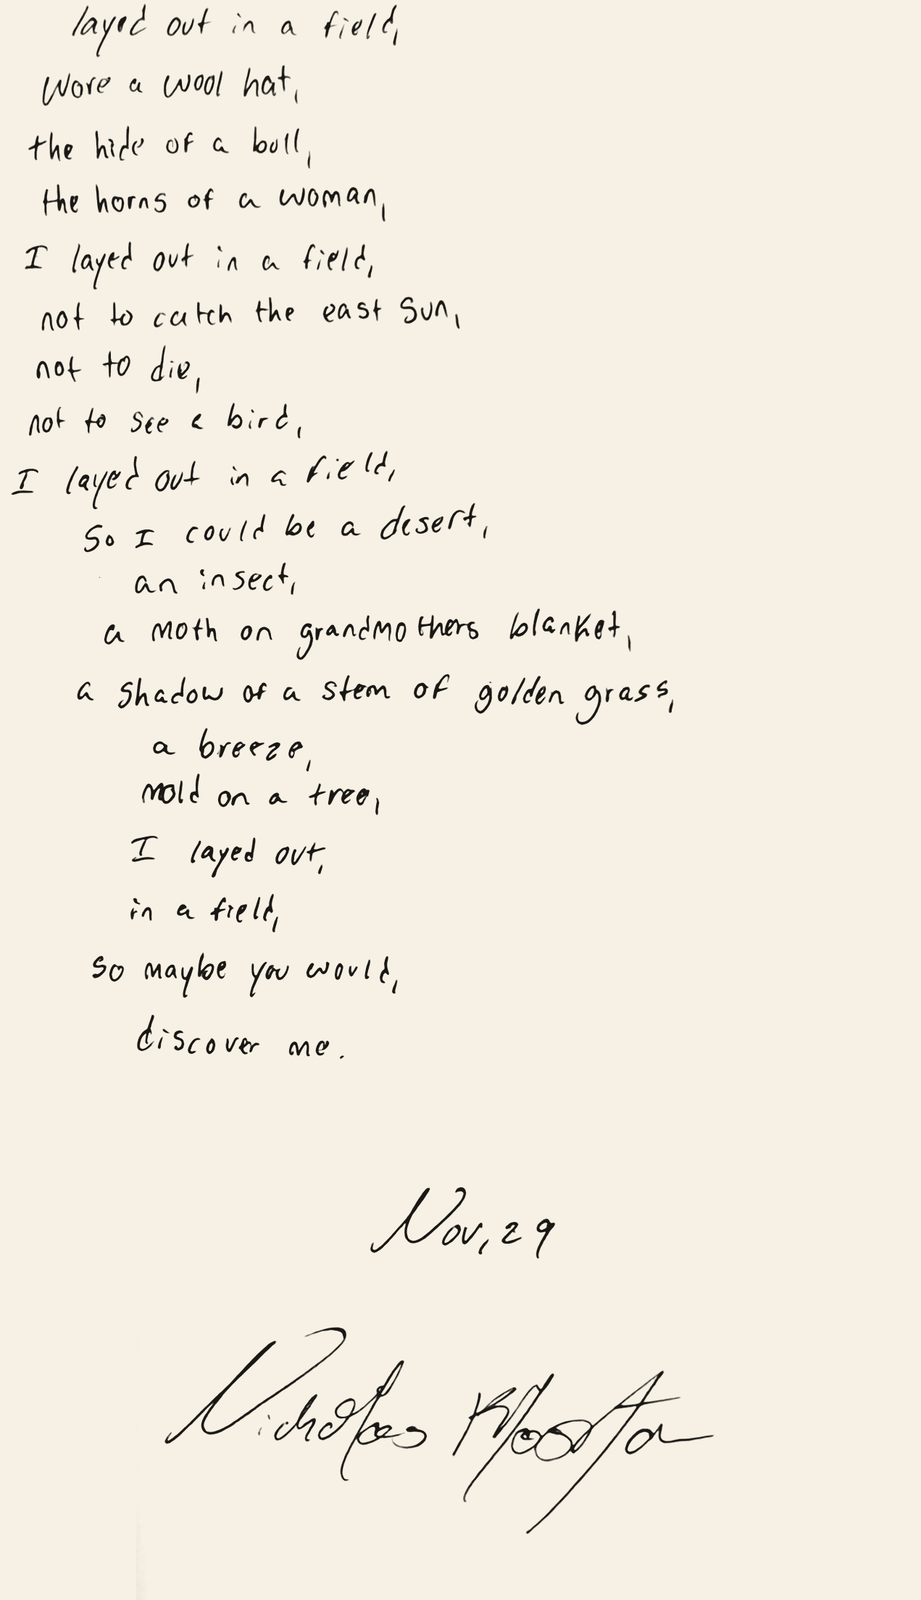 layed out in a field,
Wore a wool hat,
the hide of a bull,
the horns of a woman,
I layed out in a field,
not to catch the east sun,
not to die,
not to see a bird,
I layed out in a field,
So I could be a desert,
an insect,
a moth on grandmothers blanket,
a shadow of a stem of golden grass,
a breeze,
mold on a tree,
I layed out,
in a field,
so maybe you would,
discover me.
Nov, 29
Nicholas